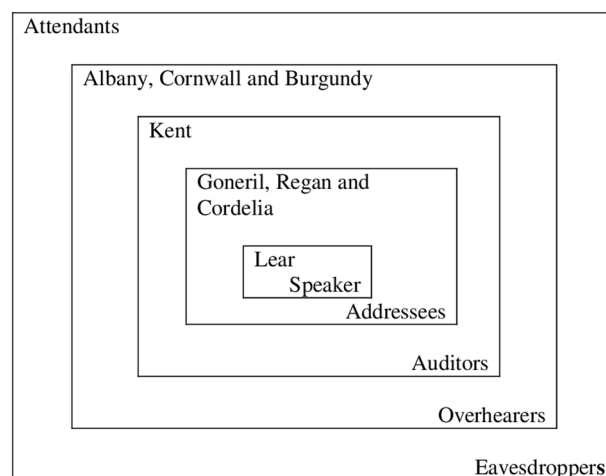 Attendants
Albany, Cornwall and Burgundy
Kent
Goneril, Regan and
Cordelia
Lear
Speaker
Addressees
Auditors
Overhearers
Eavesdroppers